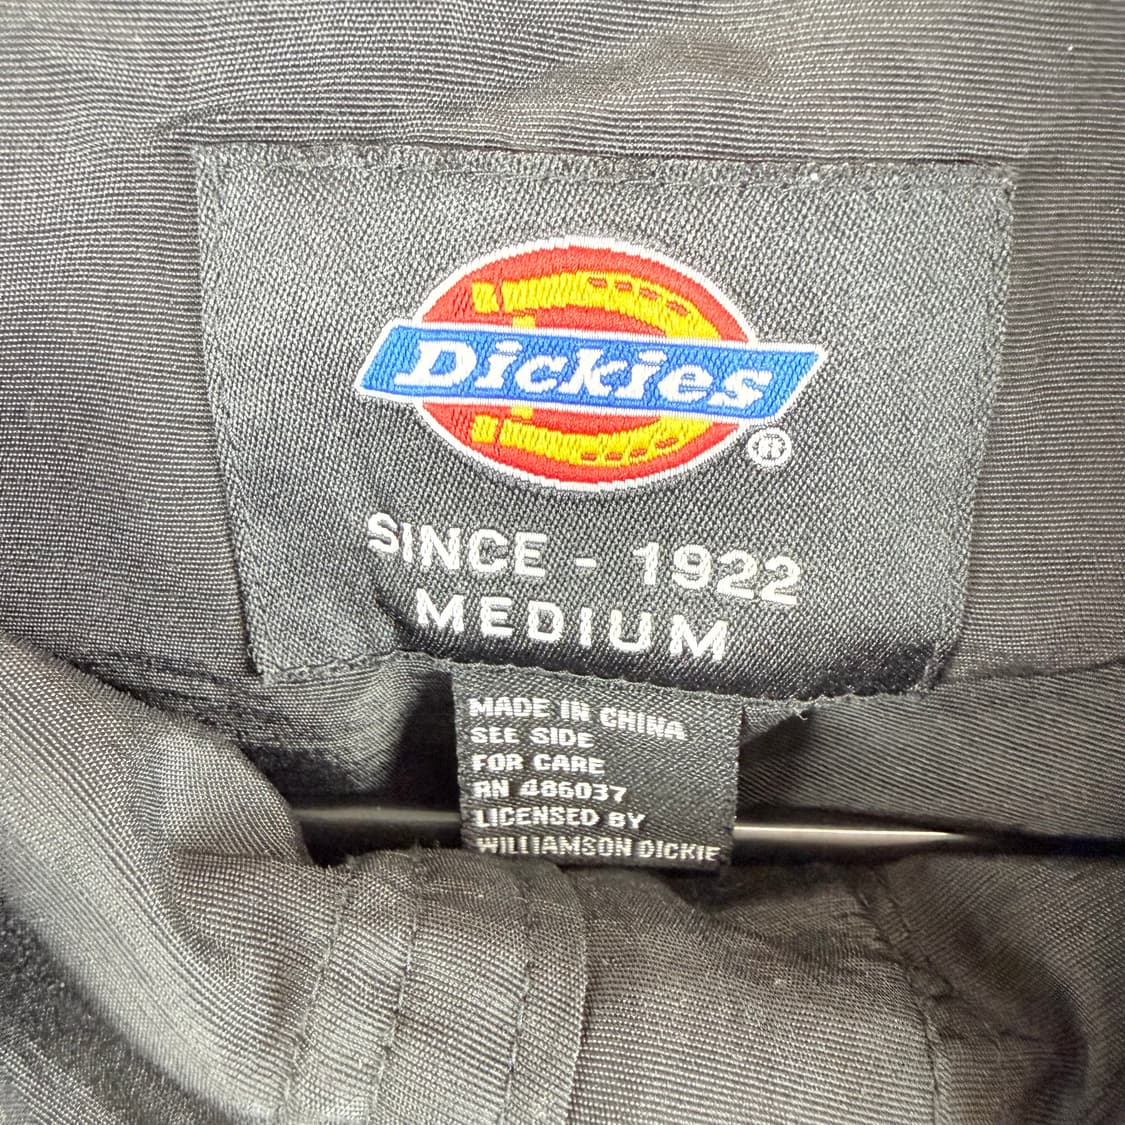 Dickies
®
SINCE - 1922
MEDIUM
MADE IN CHINA
SEE SIDE
FOR CARE
RN 486037
LICENSED BY
WILLIAMSON DICKIE